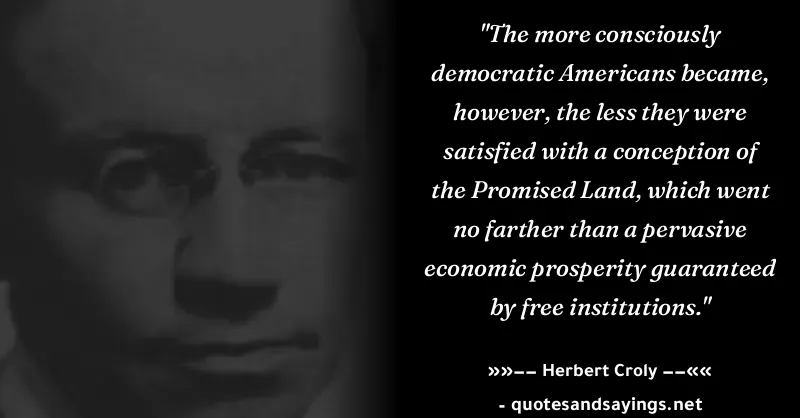 "The more consciously
democratic Americans became,
however, the less they were
satisfied with a conception of
the Promised Land, which went
no farther than a pervasive
economic prosperity guaranteed
by free institutions."
»»−− Herbert Croly −−««
- quotesandsayings.net